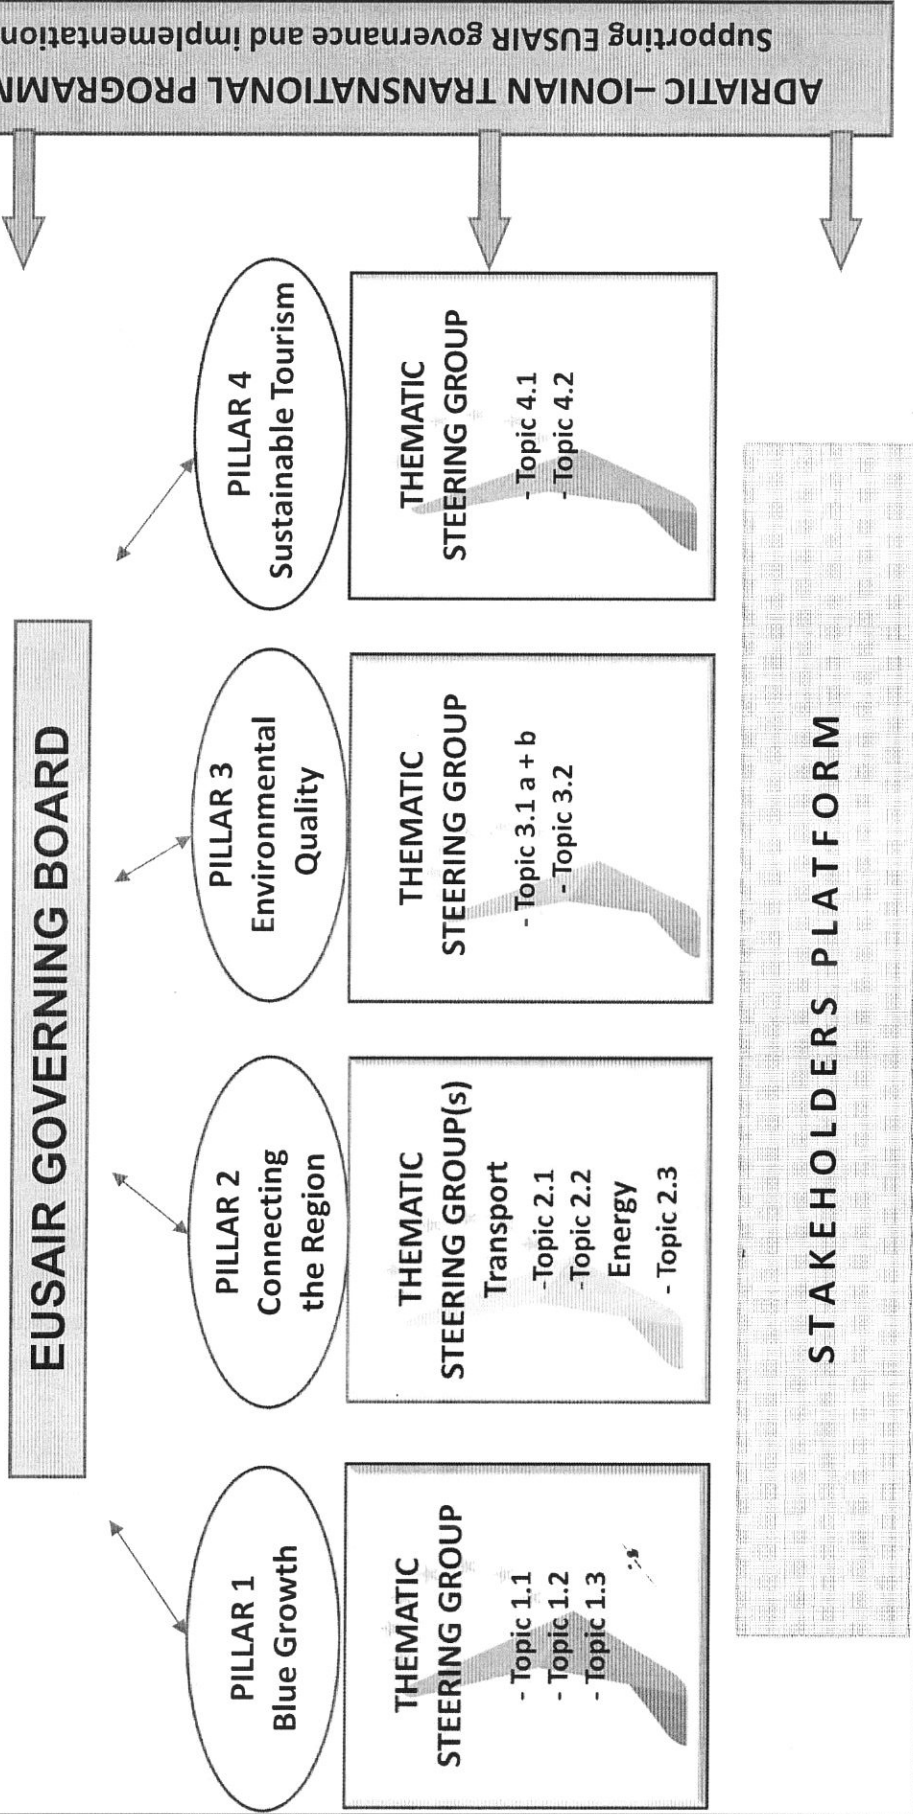 EUSAIR GOVERNING BOARD
PILLAR 1
Blue Growth
PILLAR 2
Connecting
the Region
PILLAR 3
Environmental
Quality
PILLAR 4
Sustainable Tourism
THEMATIC
STEERING GROUP
- Topic 1.1
- Topic 1.2
- Topic 1.3
THEMATIC
STEERING GROUP(s)
Transport
-Topic 2.1
-Topic 2.2
Energy
- Topic 2.3
THEMATIC
STEERING GROUP
- Topic 3.1 a + b
- Topic 3.2
THEMATIC
STEERING GROUP
- Topic 4.1
- Topic 4.2
STAKEHOLDERS PLATFORM
ADRIATIC –IONIAN TRANSNATIONAL
Supporting EUSAIR governance and implementation